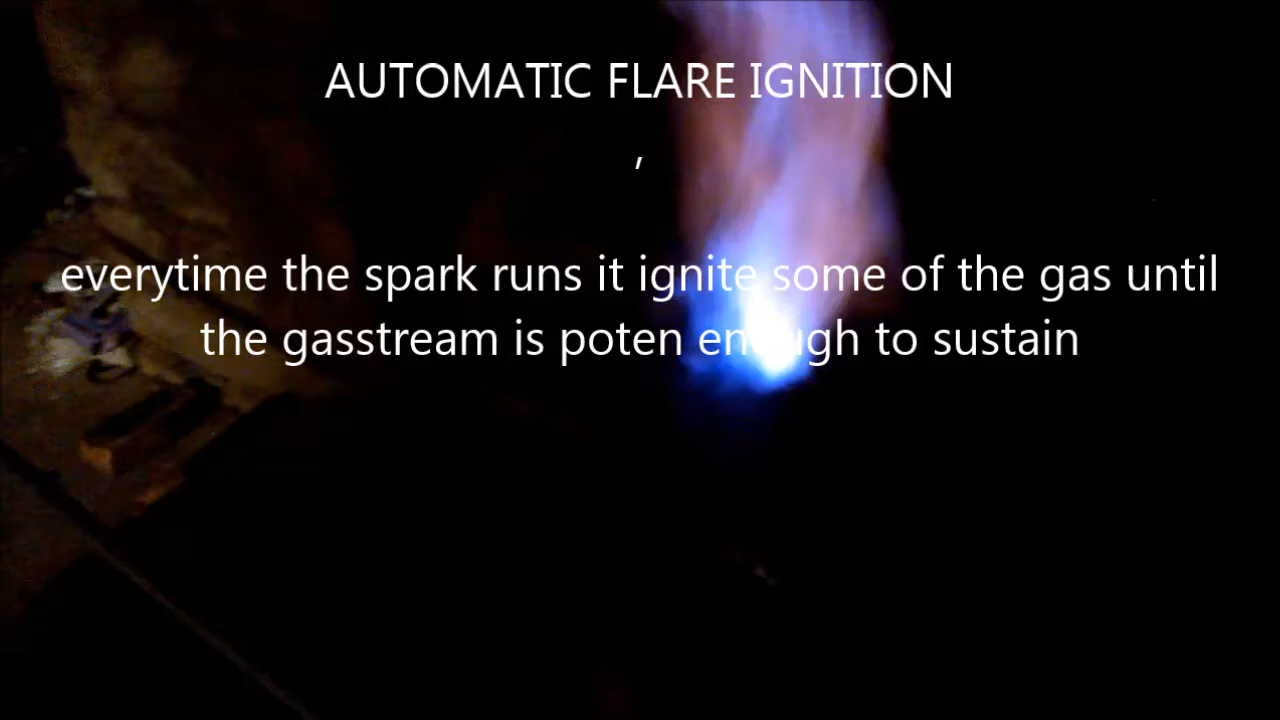 AUTOMATIC FLARE IGNITION
,
everytime the spark runs it ignite some of the gas until
the gasstream is poten enough to sustain